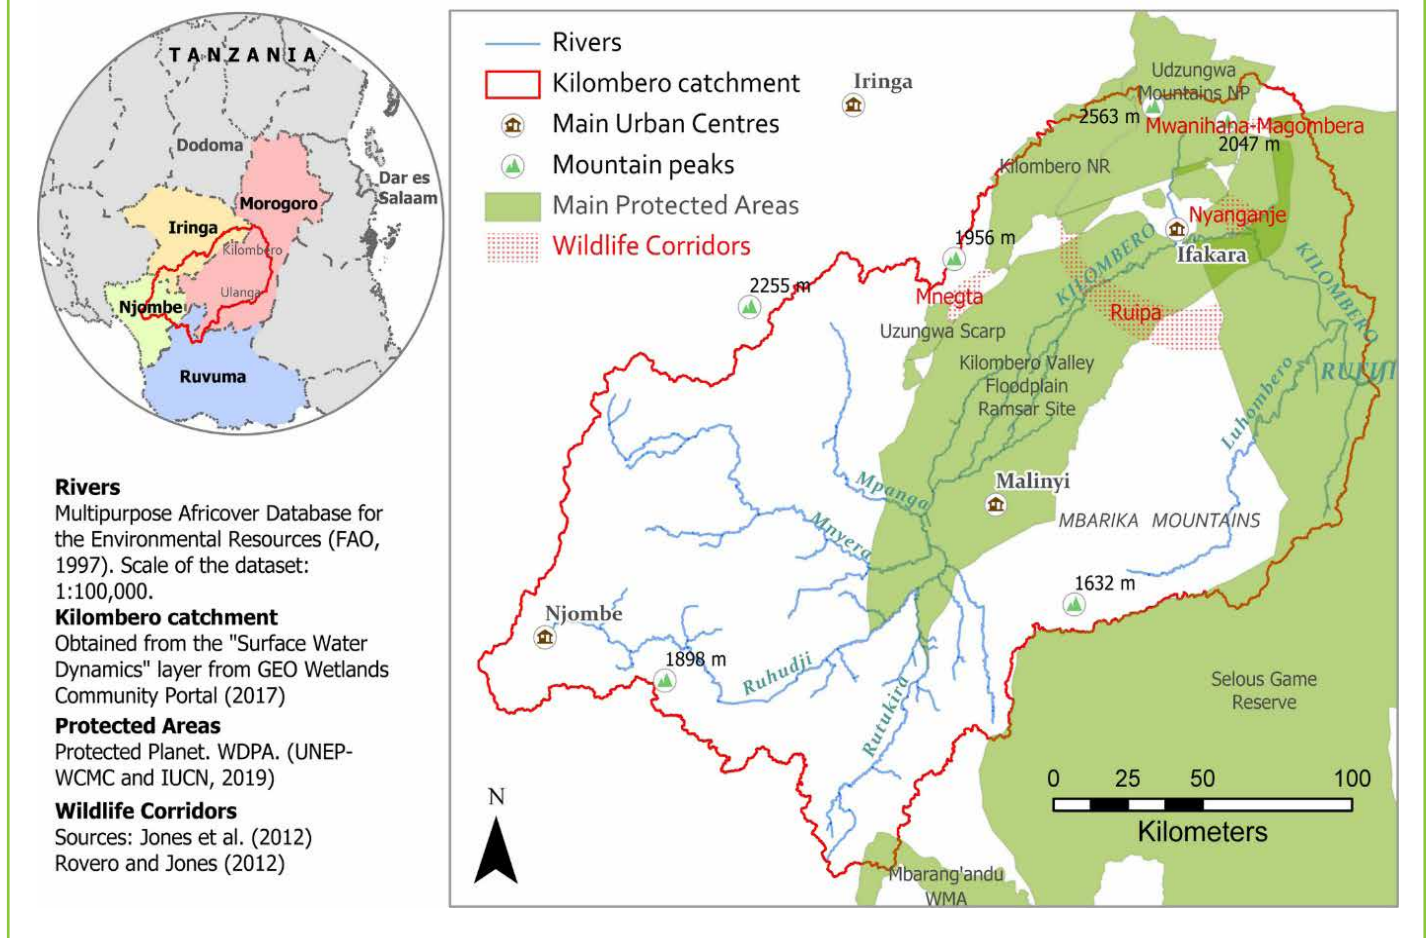 TANZANIA
Dodoma
Dar es
Salaam
Morogoro
Iringa
Kilombero
Ulanga
Njombe
Ruvuma
Rivers
Multipurpose Africover Database for
the Environmental Resources (FAO,
1997). Scale of the dataset:
1:100,000.
Kilombero catchment
Obtained from the "Surface Water
Dynamics" layer from GEO Wetlands
Community Portal (2017)
Protected Areas
Protected Planet. WDPA. (UNEP-
WCMC and IUCN, 2019)
Wildlife Corridors
Sources: Jones et al. (2012)
Rovero and Jones (2012)
Rivers
Kilombero catchment
Main Urban Centres
Mountain peaks
Main Protected Areas
Wildlife Corridors
Iringa
Udzungwa
Mountains NP
2563 m
Mwanihana-Magombera
2047 m
Kilombero NR
Nyanganje
1956 m
KILOMBERO
Ifakara
KILOMBERO
2255 m
Mnegta
Ruipa
Uzungwa Scarp
Kilombero Valley
Floodplain
Ramsar Site
Luhombero
RUFIJI
Mpanga
Malinyi
Mnyera
MBARIKA MOUNTAINS
1632 m
Njombe
1898 m
Ruhudji
Rutukira
Selous Game
Reserve
N
0 25 50 100
Kilometers
Mbarang'andu
WMA